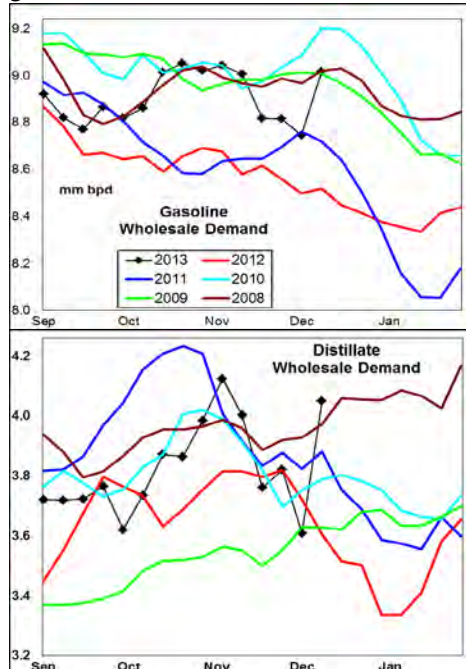 9.2
9.0
8.8
8.6
8.4
8.2
8.0
mm bpd
Gasoline
Wholesale Demand
2013 2012
2011 2010
2009 2008
Sep Oct Nov Dec Jan
Distillate
Wholesale Demand
4.2
4.0
3.8
3.6
3.4
3.2
Sep Oct Nov Dec Jan